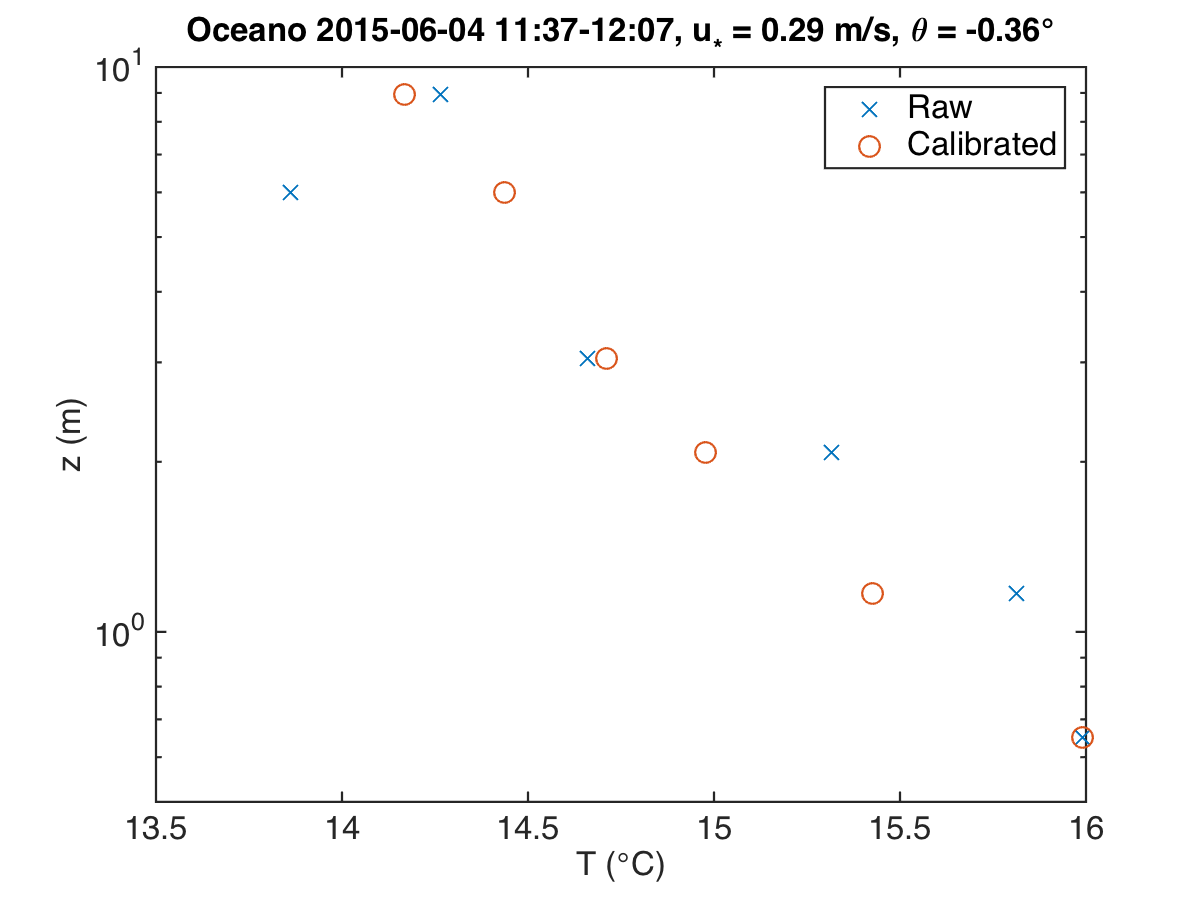 Oceano 2015-06-04 11:37-12:07, u* = 0.29 m/s, θ = -0.36°
10¹
Raw
Calibrated
z (m)
10⁰
13.5 14 14.5 15 15.5 16
T (°C)